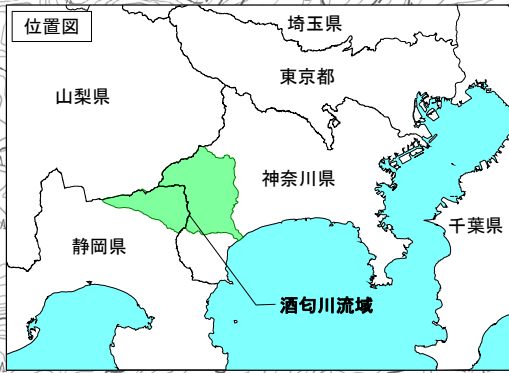 位置図
埼玉県
東京都
山梨県
神奈川県
千葉県
静岡県
酒匂川流域